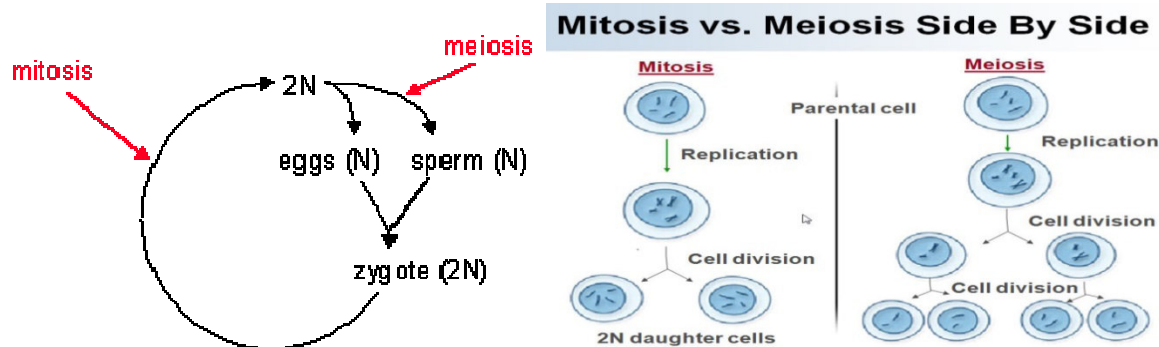 mitosis
meiosis
2N
eggs (N)
sperm (N)
zygote (2N)
Mitosis vs. Meiosis Side By Side
Mitosis
Meiosis
Parental cell
Replication
Replication
Cell division
Cell division
Cell division
2N daughter cells